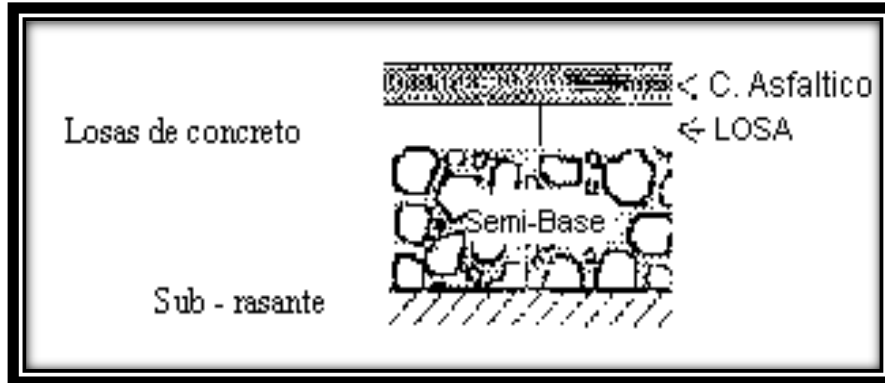 C. Asfaltico
Losas de concreto
LOSA
Semi-Base
Sub - rasante